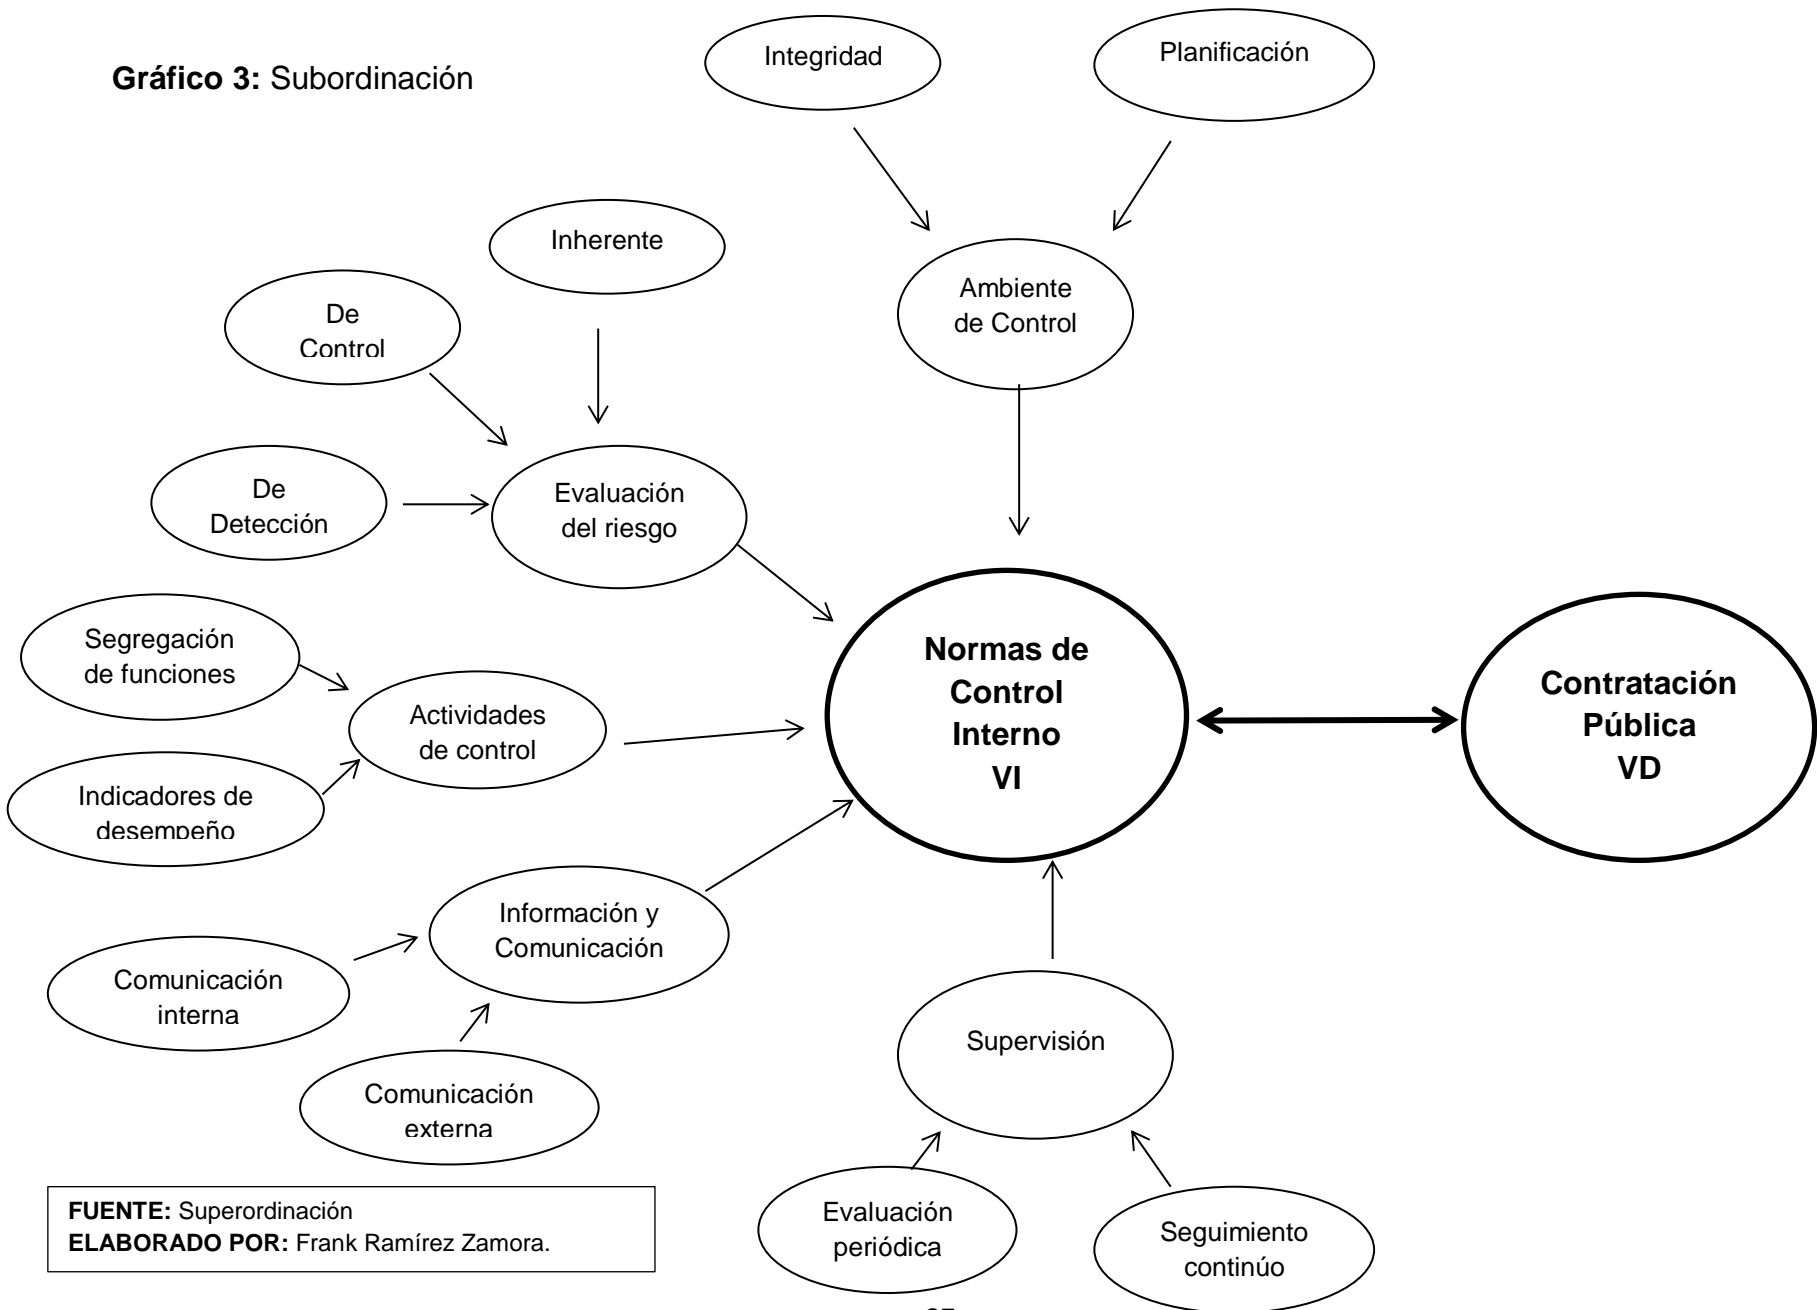 Gráfico 3: Subordinación
Integridad
Planificación
Inherente
De
Control
Ambiente
de Control
De
Detección
Evaluación
del riesgo
Segregación
de funciones
Actividades
de control
Indicadores de
desempeño
Normas de
Control
Interno
VI
Contratación
Pública
VD
Información y
Comunicación
Comunicación
interna
Comunicación
externa
Supervisión
Evaluación
periódica
Seguimiento
continúo
FUENTE: Superordinación
ELABORADO POR: Frank Ramírez Zamora.